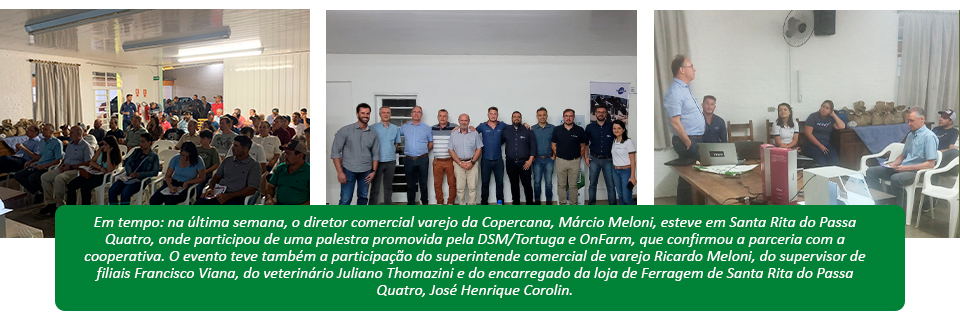 Em tempo: na última semana, o diretor comercial varejo da Copercana, Márcio Meloni, esteve em Santa Rita do Passa
Quatro, onde participou de uma palestra promovida pela DSM/Tortuga e OnFarm, que confirmou a parceria com a
cooperativa. O evento teve também a participação do superintende comercial de varejo Ricardo Meloni, do supervisor de
filiais Francisco Viana, do veterinário Juliano Thomazini e do encarregado da loja de Ferragem de Santa Rita do Passa
Quatro, José Henrique Corolin.